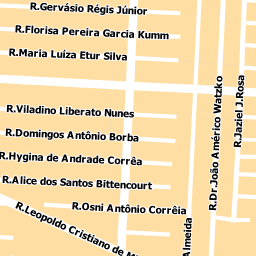 R.Gervásio Régis Júnior
R.Florisa Pereira Garcia Kumm
R.Maria Luíza Etur Silva
R.Viladino Liberato Nunes
R.Domingos Antônio Borba
R.Hygina de Andrade Corrêa
R.Alice dos Santos Bittencourt
R.Osni Antônio Corrêia
R.Leopoldo Cristiano de
Almeida
R.Dr João Américo Watzko
R.Jaziel J.Rosa